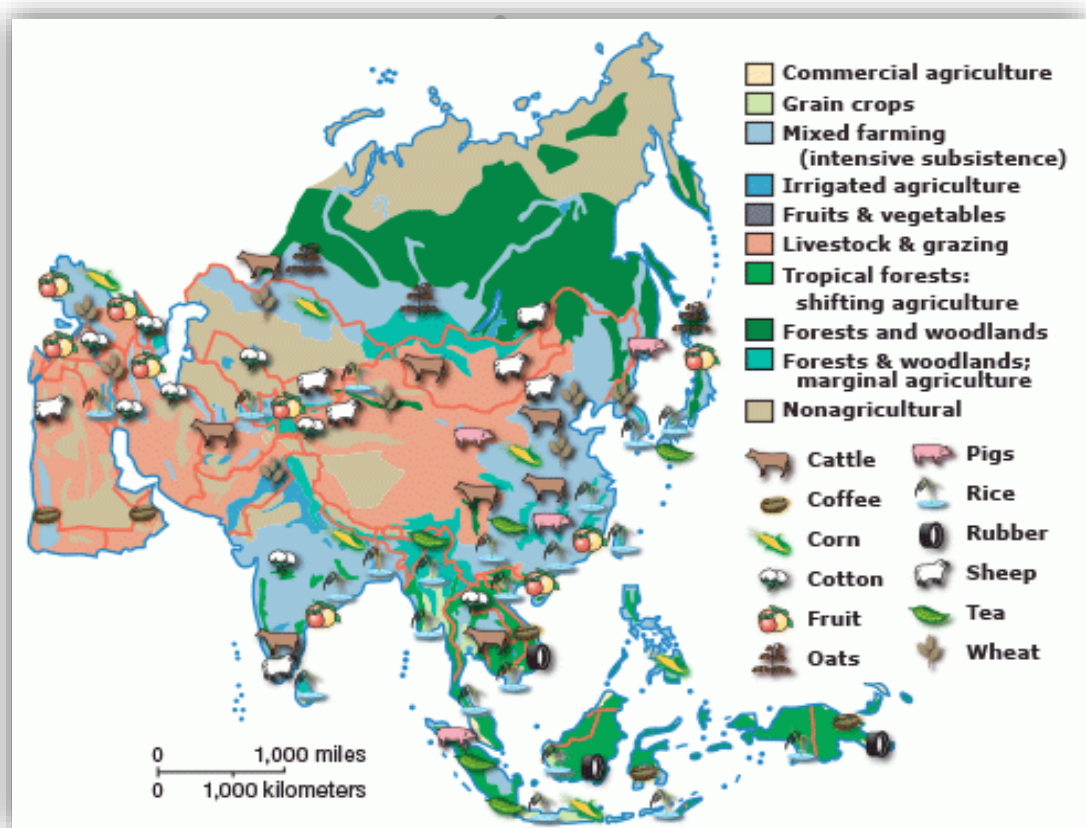 Commercial agriculture
Grain crops
Mixed farming
(intensive subsistence)
Irrigated agriculture
Fruits & vegetables
Livestock & grazing
Tropical forests:
shifting agriculture
Forests and woodlands
Forests & woodlands;
marginal agriculture
Nonagricultural
Cattle
Coffee
Corn
Cotton
Fruit
Oats
Pigs
Rice
Rubber
Sheep
Tea
Wheat
0 1,000 miles
0 1,000 kilometers